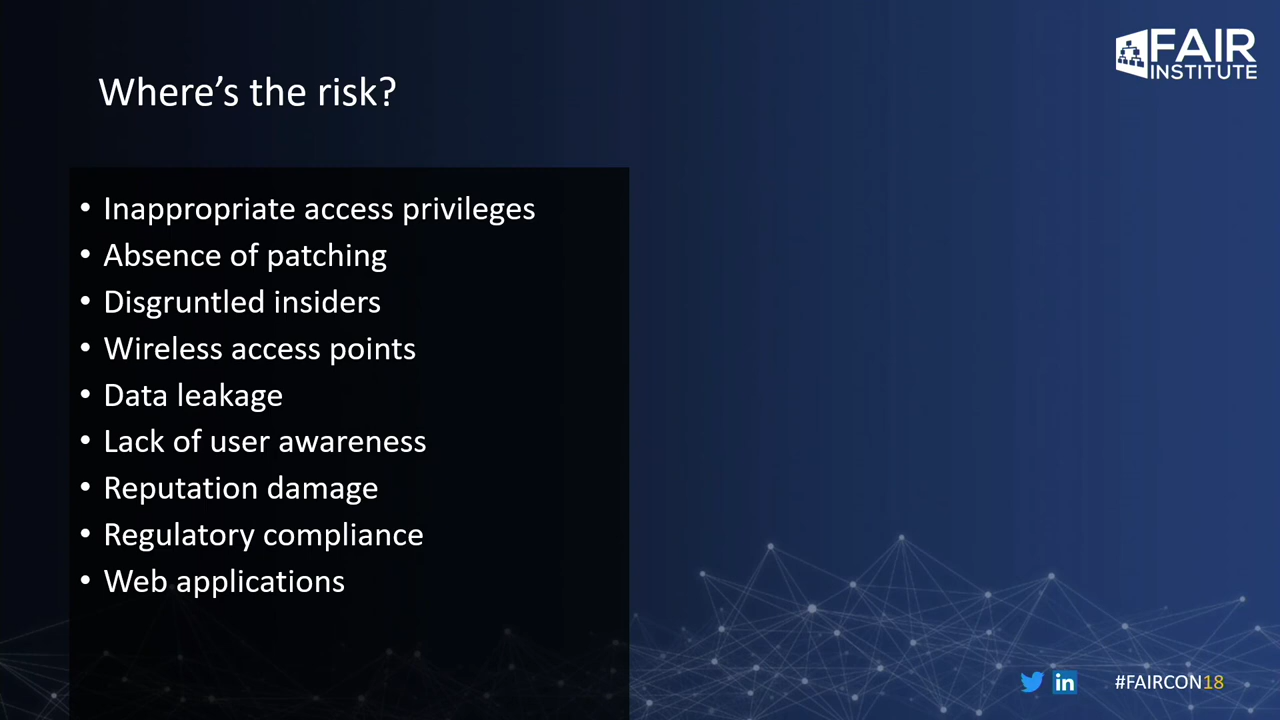 FAIR
INSTITUTE
Where's the risk?
• Inappropriate access privileges
• Absence of patching
• Disgruntled insiders
• Wireless access points
• Data leakage
• Lack of user awareness
• Reputation damage
• Regulatory compliance
• Web applications
in
#FAIRCON18